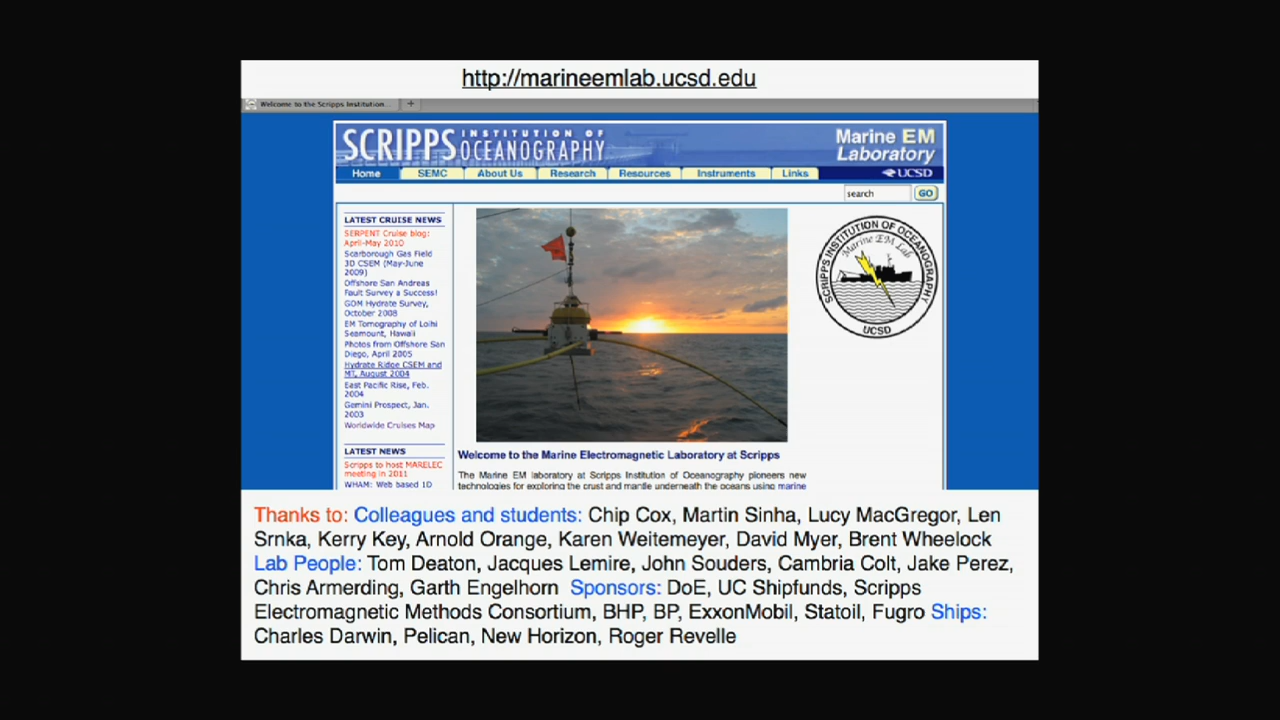 http://marineemlab.ucsd.edu
Welcome to the Scripps Institution...
+
SCRIPPS INSTITUTION OF OCEANOGRAPHY
Marine EM Laboratory
UCSD
Home SEMC About Us Research Resources Instruments Links
search GO
LATEST CRUISE NEWS
SERPENT Cruise blog:
April-May 2010
Scarborough Gas Field
3D CSEM (May-June
2009)
Offshore San Andreas
Fault Survey a Success!
GOM Hydrate Survey,
October 2008
EM Tomography of Loihi
Seamount, Hawaii
Photos from Offshore San
Diego, April 2005
Hydrate Ridge CSEM and
MT, August 2004
East Pacific Rise, Feb.
2004
Gemini Prospect, Jan.
2003
Worldwide Cruises Map
LATEST NEWS
Scripps to host MARELEC
meeting in 2011
WHAM: Web based 1D
SCRIPPS INSTITUTION OF OCEANOGRAPHY
Marine EM Lab
UCSD
Welcome to the Marine Electromagnetic Laboratory at Scripps
The Marine EM laboratory at Scripps Institution of Oceanography pioneers new
technologies for exploring the crust and mantle underneath the oceans using marine
Thanks to: Colleagues and students: Chip Cox, Martin Sinha, Lucy MacGregor, Len
Srnka, Kerry Key, Arnold Orange, Karen Weitemeyer, David Myer, Brent Wheelock
Lab People: Tom Deaton, Jacques Lemire, John Souders, Cambria Colt, Jake Perez,
Chris Armerding, Garth Engelhorn Sponsors: DoE, UC Shipfunds, Scripps
Electromagnetic Methods Consortium, BHP, BP, ExxonMobil, Statoil, Fugro Ships:
Charles Darwin, Pelican, New Horizon, Roger Revelle